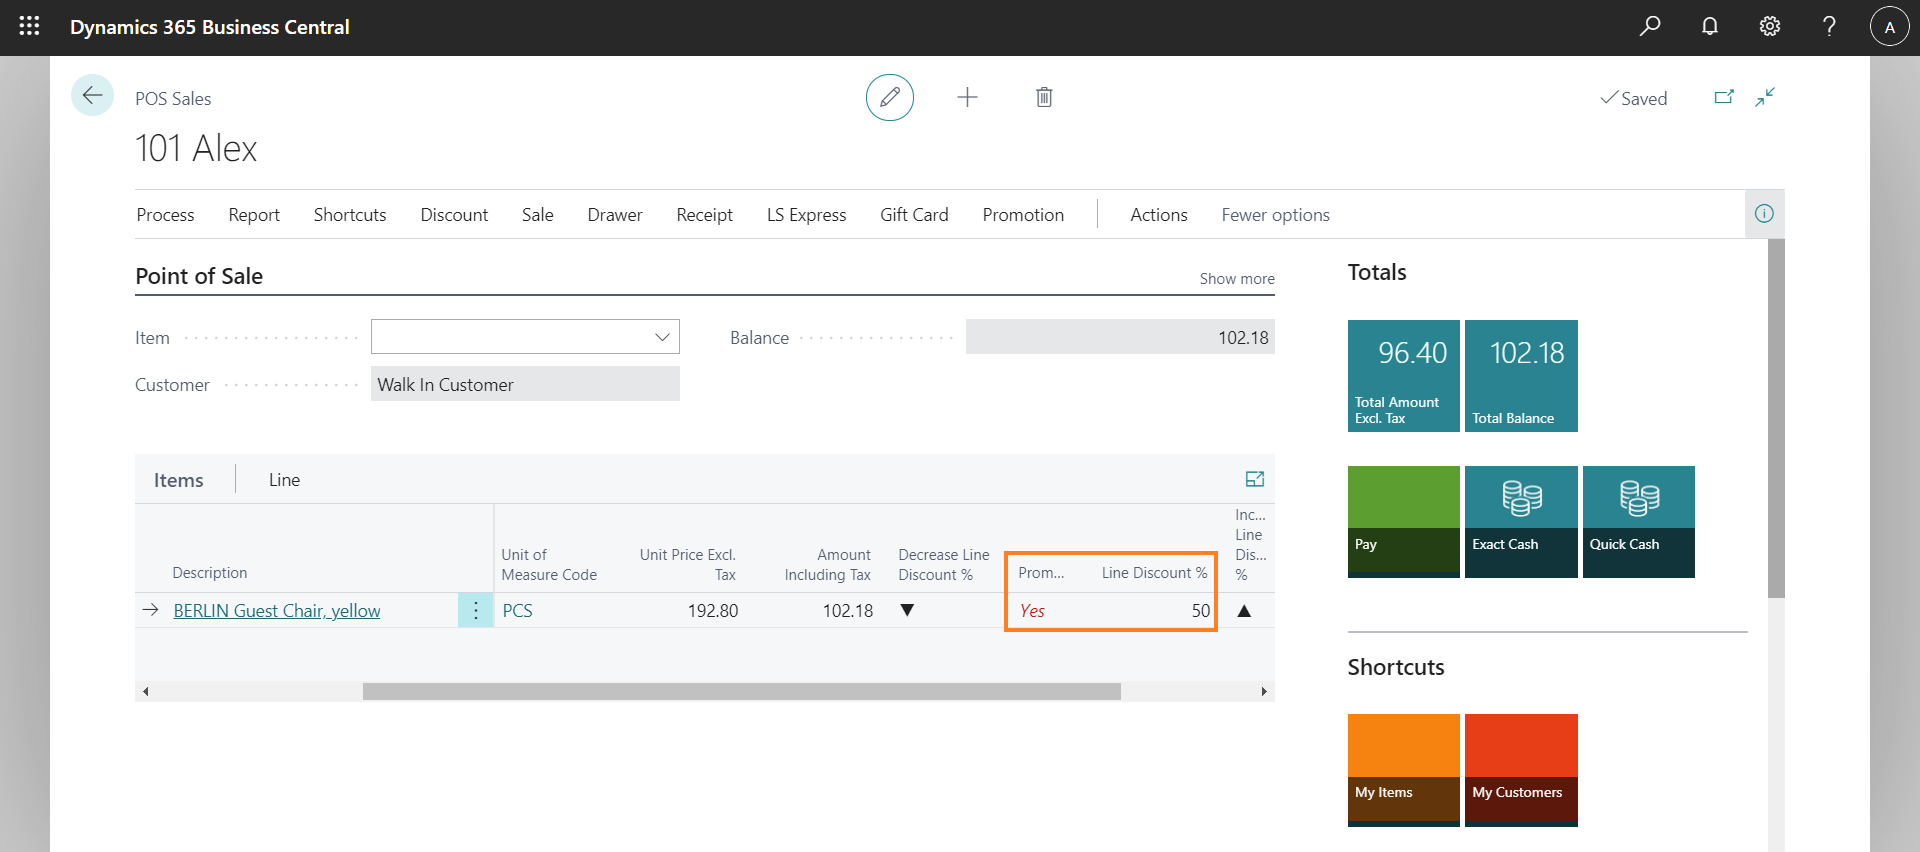 Dynamics 365 Business Central
A
POS Sales
Saved
101 Alex
Process Report Shortcuts Discount Sale Drawer Receipt LS Express Gift Card Promotion Actions Fewer options
Point of Sale
Show more
Item
Balance 102.18
Customer Walk In Customer
Items Line
Description
Unit of
Measure Code
Unit Price Excl.
Tax
Amount
Including Tax
Decrease Line
Discount %
Prom...
Line Discount %
Inc...
Line
Dis...
%
BERLIN Guest Chair, yellow PCS 192.80 102.18 ▼ Yes 50 ▲
Totals
96.40
Total Amount
Excl. Tax
102.18
Total Balance
Pay
Exact Cash
Quick Cash
Shortcuts
My Items
My Customers